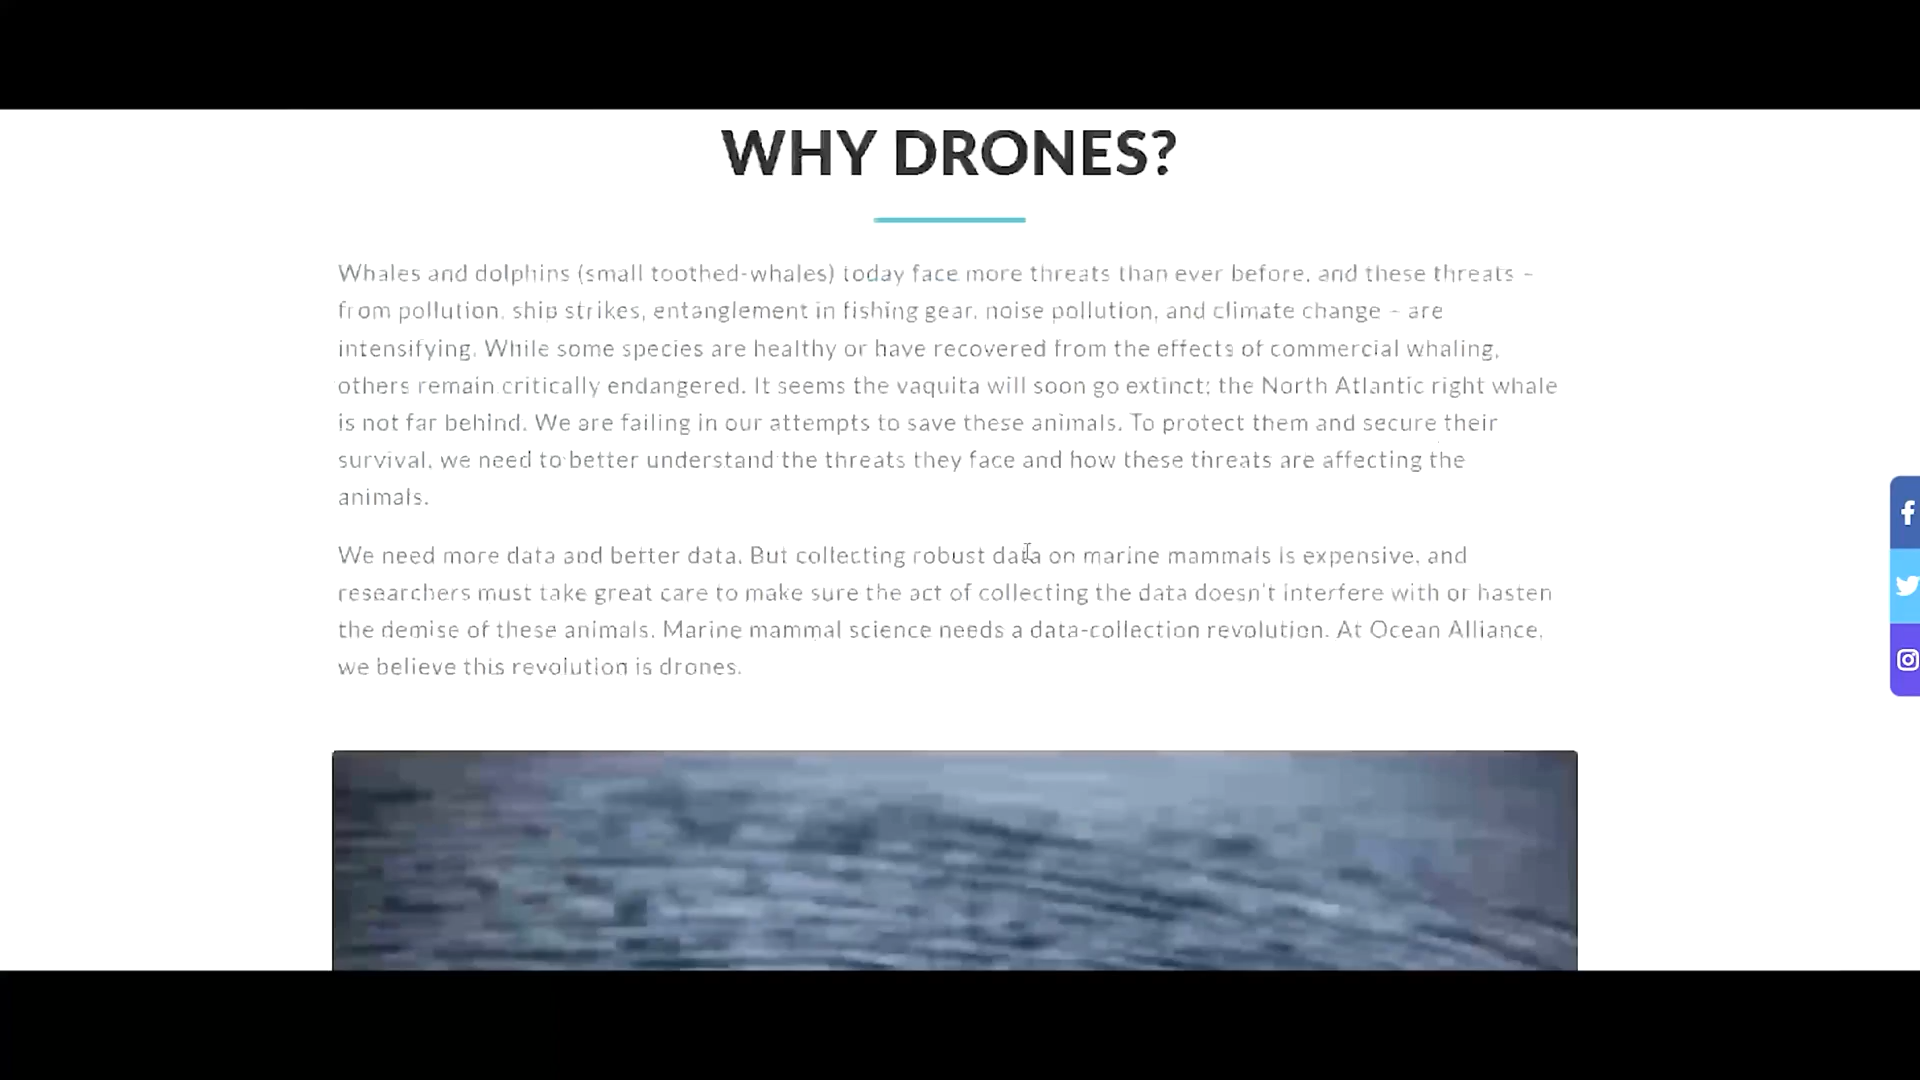 WHY DRONES?
Whales and dolphins (small toothed-whales) today face more threats than ever before, and these threats –
from pollution, ship strikes, entanglement in fishing gear, noise pollution, and climate change – are
intensifying. While some species are healthy or have recovered from the effects of commercial whaling,
others remain critically endangered. It seems the vaquita will soon go extinct; the North Atlantic right whale
is not far behind. We are failing in our attempts to save these animals. To protect them and secure their
survival, we need to better understand the threats they face and how these threats are affecting the
animals.
We need more data and better data. But collecting robust data on marine mammals is expensive, and
researchers must take great care to make sure the act of collecting the data doesn't interfere with or hasten
the demise of these animals. Marine mammal science needs a data-collection revolution. At Ocean Alliance,
we believe this revolution is drones.